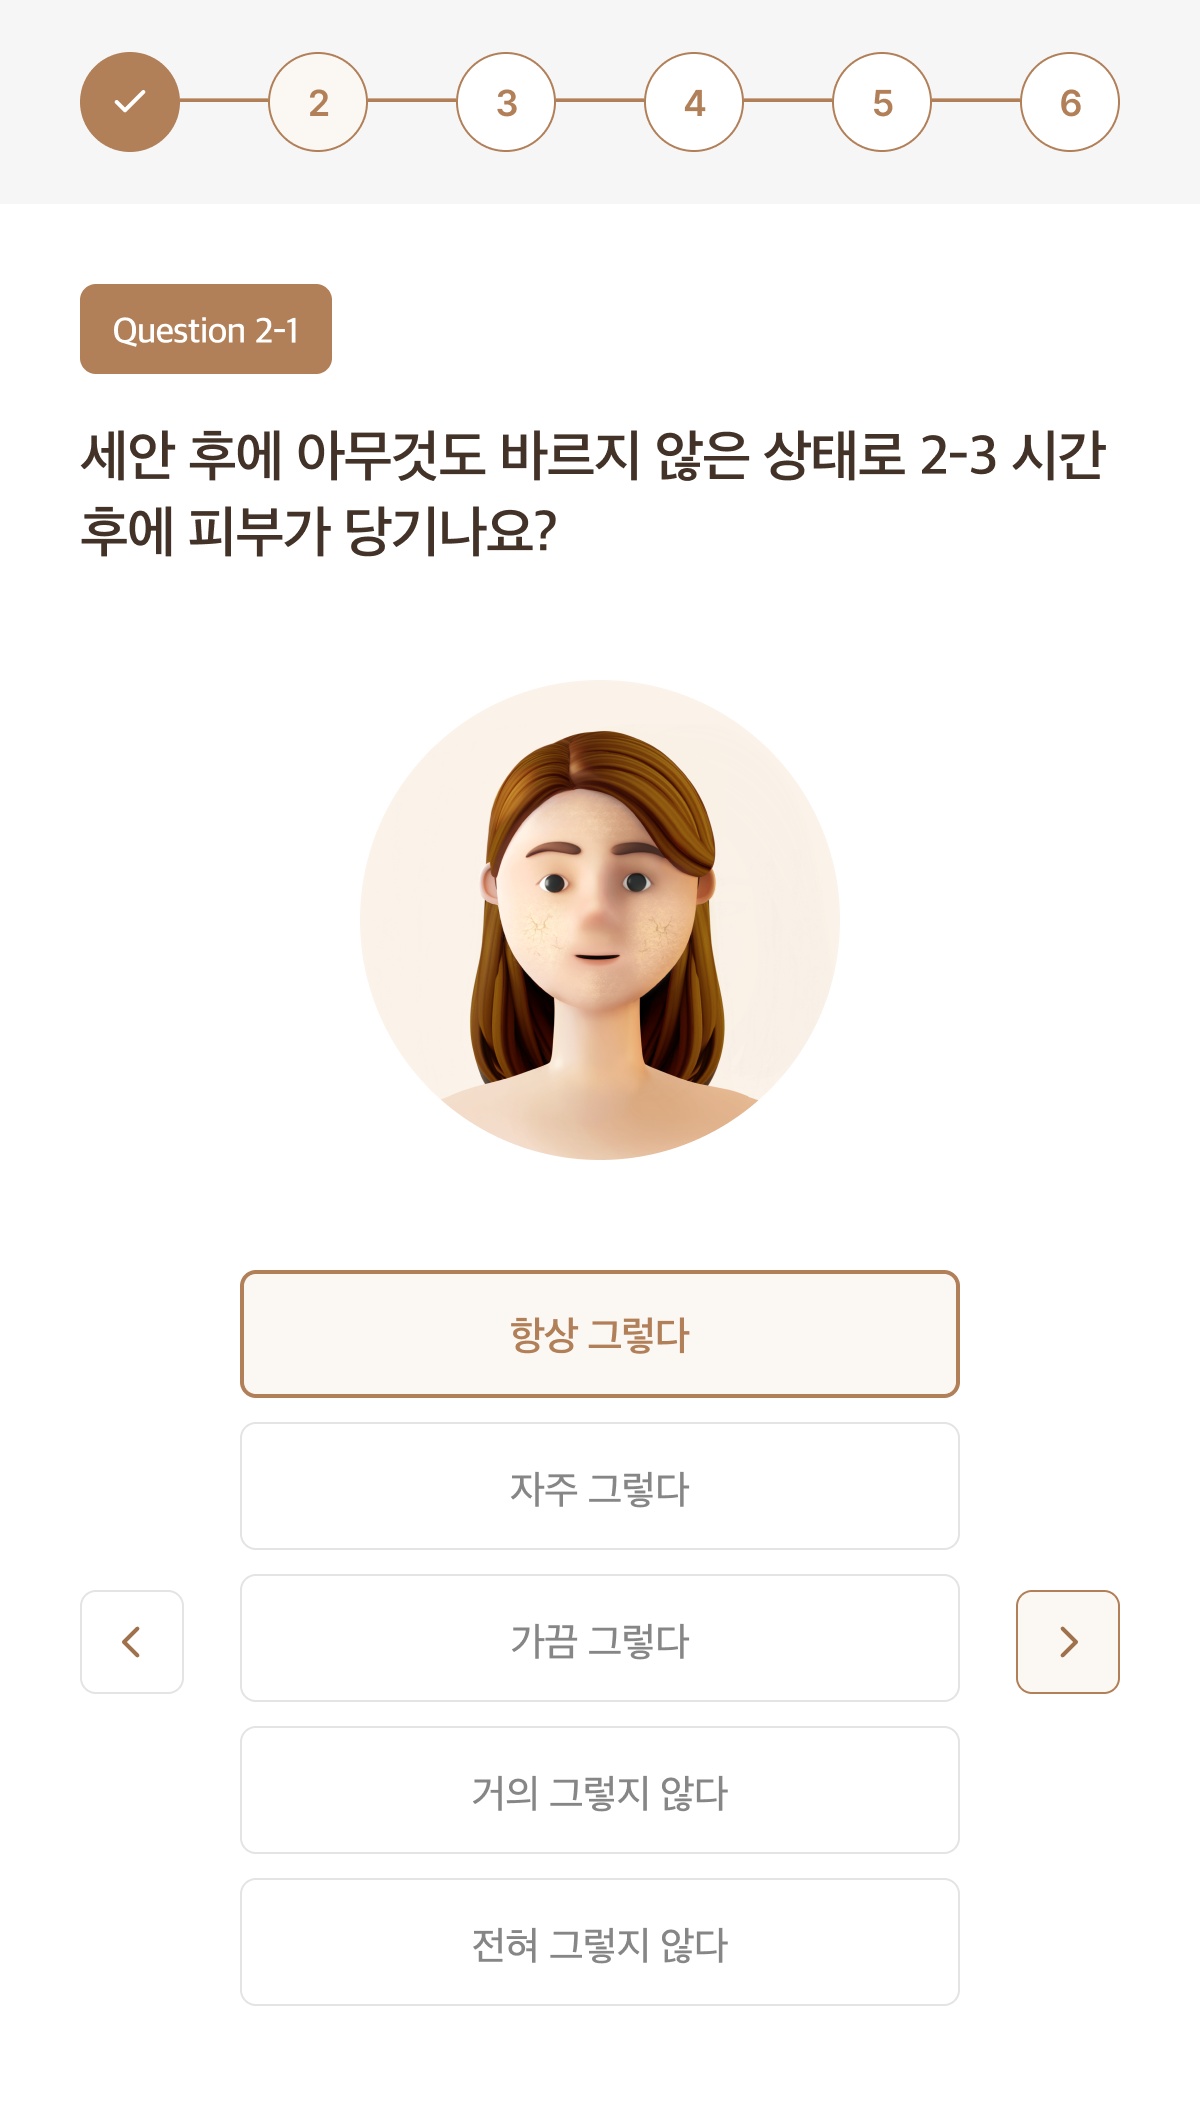 2
3
4
5
6
Question 2-1
세안 후에 아무것도 바르지 않은 상태로 2-3 시간
후에 피부가 당기나요?
항상 그렇다
자주 그렇다
가끔 그렇다
거의 그렇지 않다
전혀 그렇지 않다